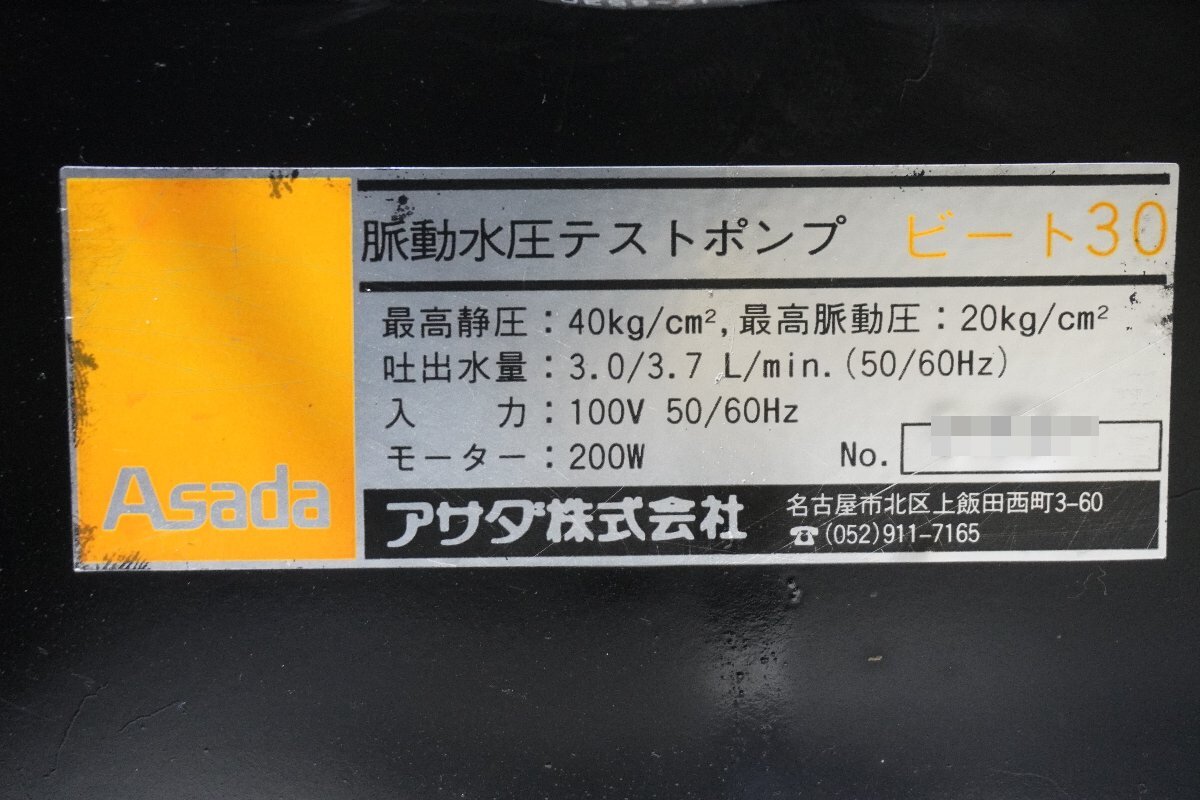 脈動水圧テストポンプ ビート30
最高静圧：40kg/cm²,最高脈動圧：20kg/cm²
吐出水量：3.0/3.7 L/min.(50/60Hz)
入力：100V 50/60Hz
モーター：200W
No.
Asada
アサダ株式会社
名古屋市北区上飯田西町3-60
☎(052)911-7165